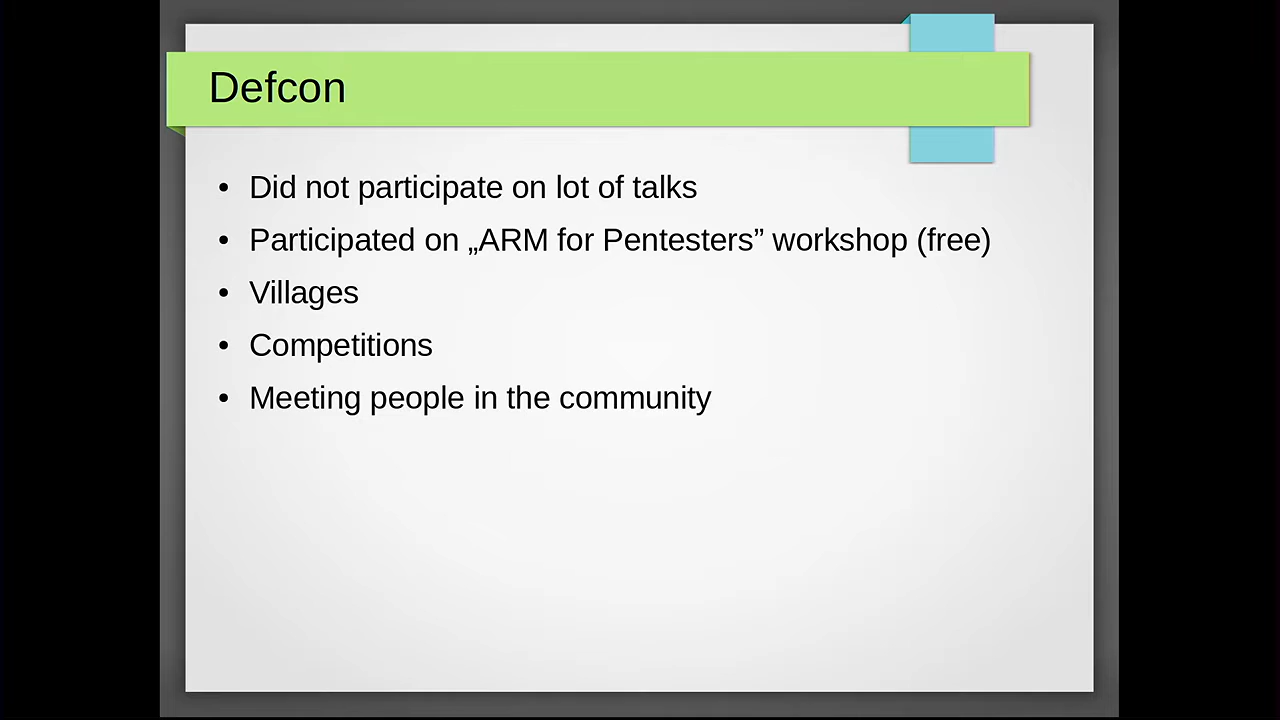 Defcon
• Did not participate on lot of talks
• Participated on „ARM for Pentesters” workshop (free)
• Villages
• Competitions
• Meeting people in the community